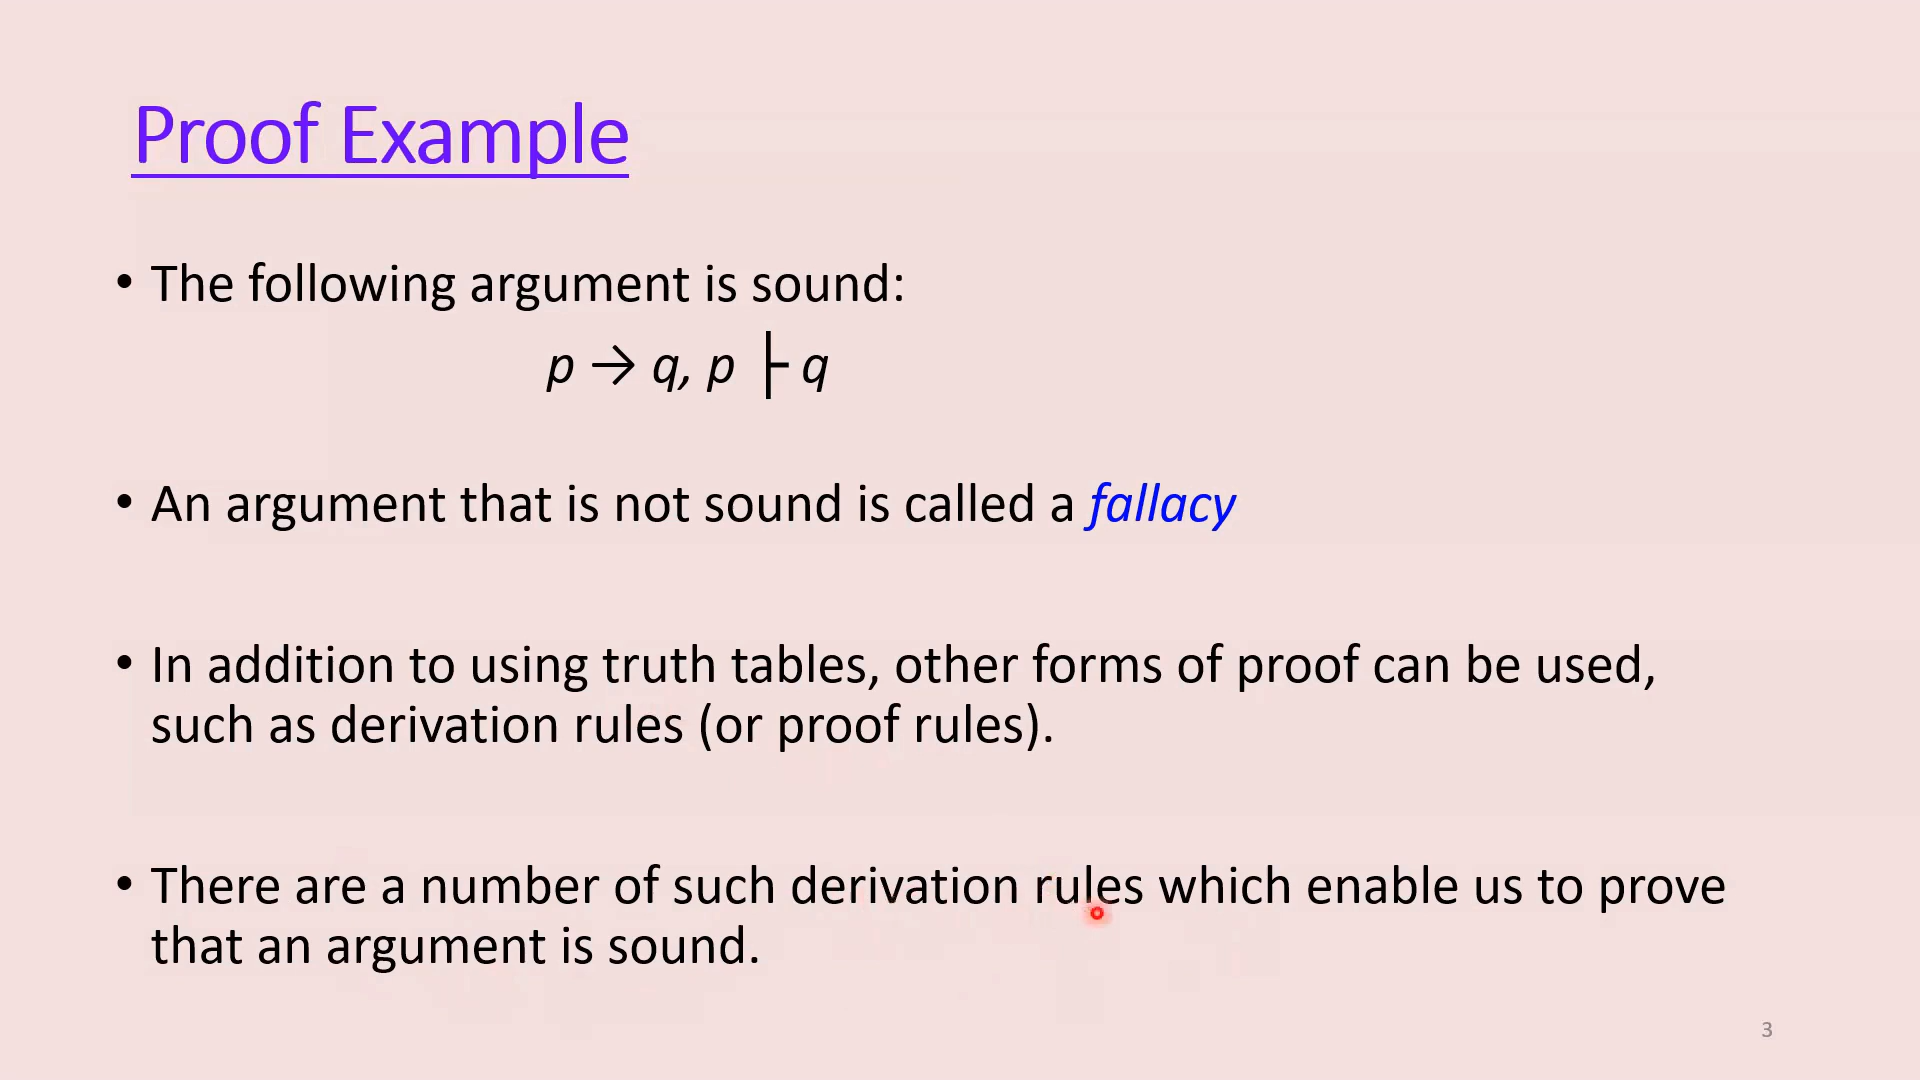 Proof Example
• The following argument is sound:
p → q, p ├ q
• An argument that is not sound is called a fallacy
• In addition to using truth tables, other forms of proof can be used,
such as derivation rules (or proof rules).
• There are a number of such derivation rules which enable us to prove
that an argument is sound.
3